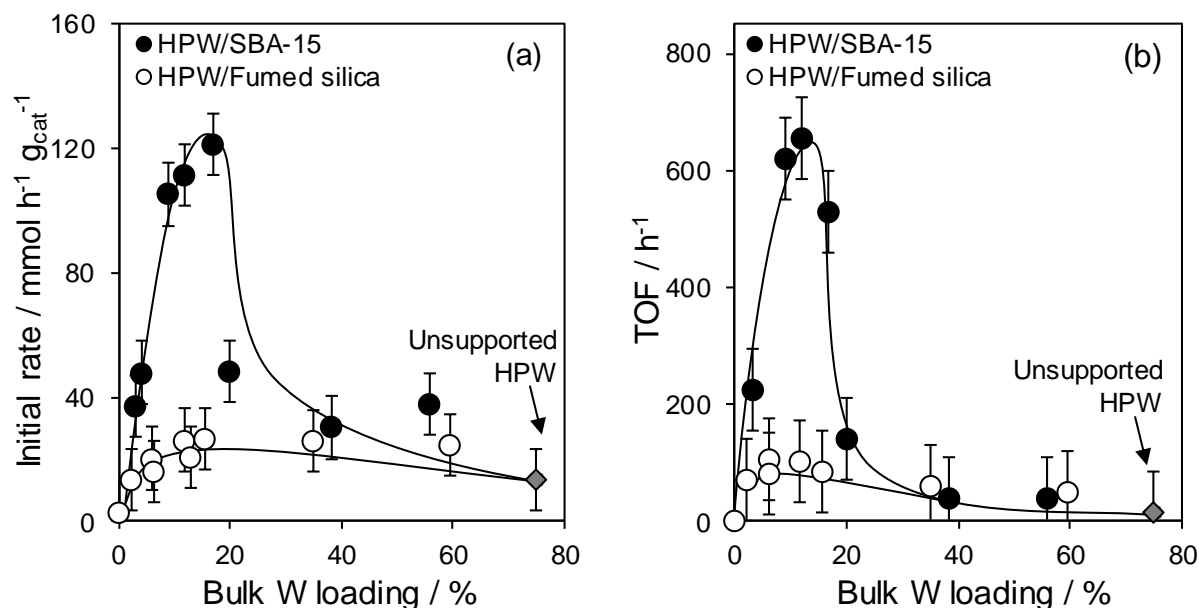 160
120
80
40
0
Initial rate / mmol h⁻¹ g_cat⁻¹
HPW/SBA-15
HPW/Fumed silica
(a)
Unsupported
HPW
0 20 40 60 80
Bulk W loading / %
800
600
400
200
0
TOF / h⁻¹
HPW/SBA-15
HPW/Fumed silica
(b)
Unsupported
HPW
0 20 40 60 80
Bulk W loading / %